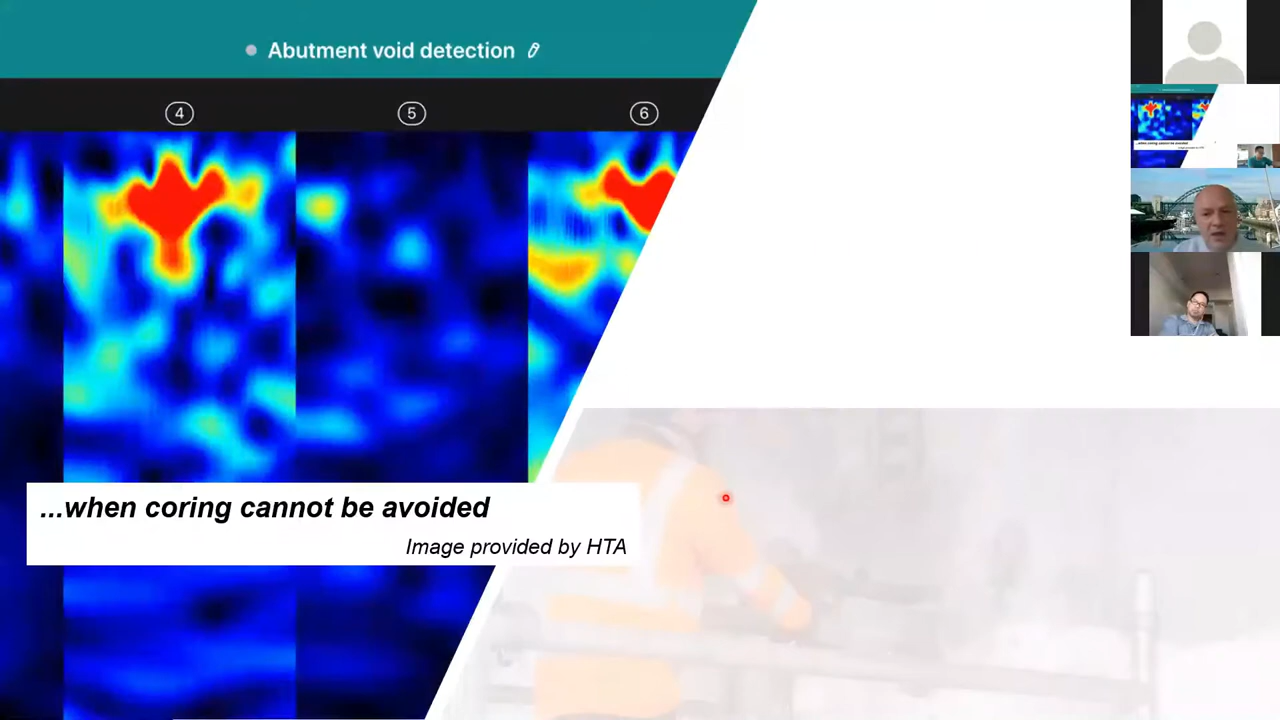 Abutment void detection
4
5
6
...when coring cannot be avoided
Image provided by HTA